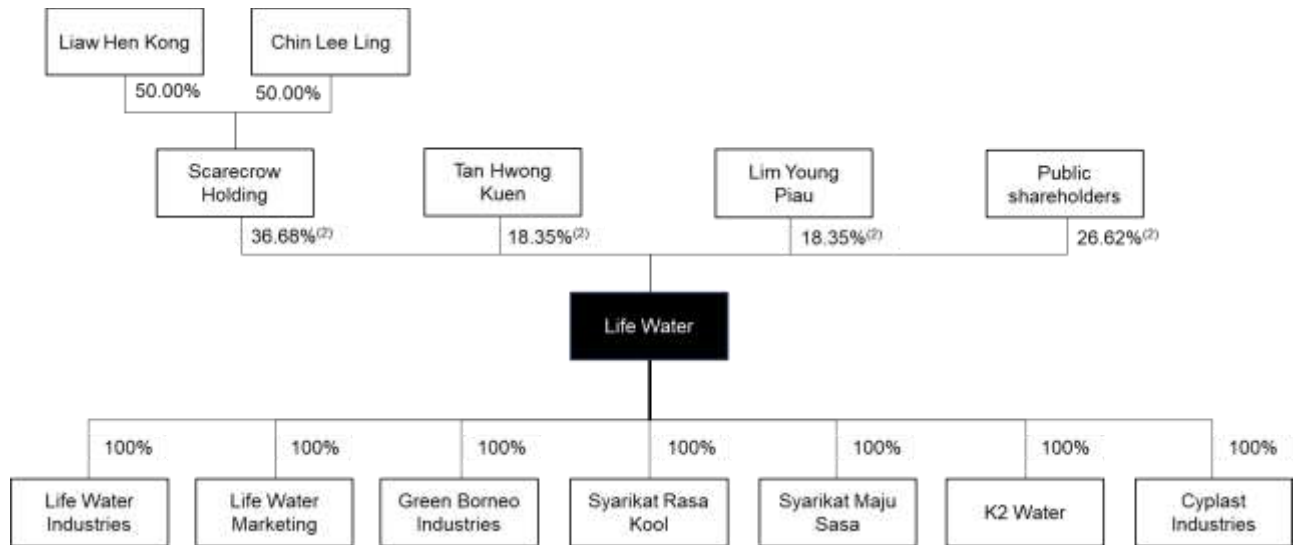 Liaw Hen Kong
Chin Lee Ling
50.00%
50.00%
Scarecrow
Holding
Tan Hwong
Kuen
Lim Young
Piau
Public
shareholders
36.68%(2)
18.35%(2)
18.35%(2)
26.62%(2)
Life Water
100%
100%
100%
100%
100%
100%
100%
Life Water
Industries
Life Water
Marketing
Green Borneo
Industries
Syarikat Rasa
Kool
Syarikat Maju
Sasa
K2 Water
Cyplast
Industries